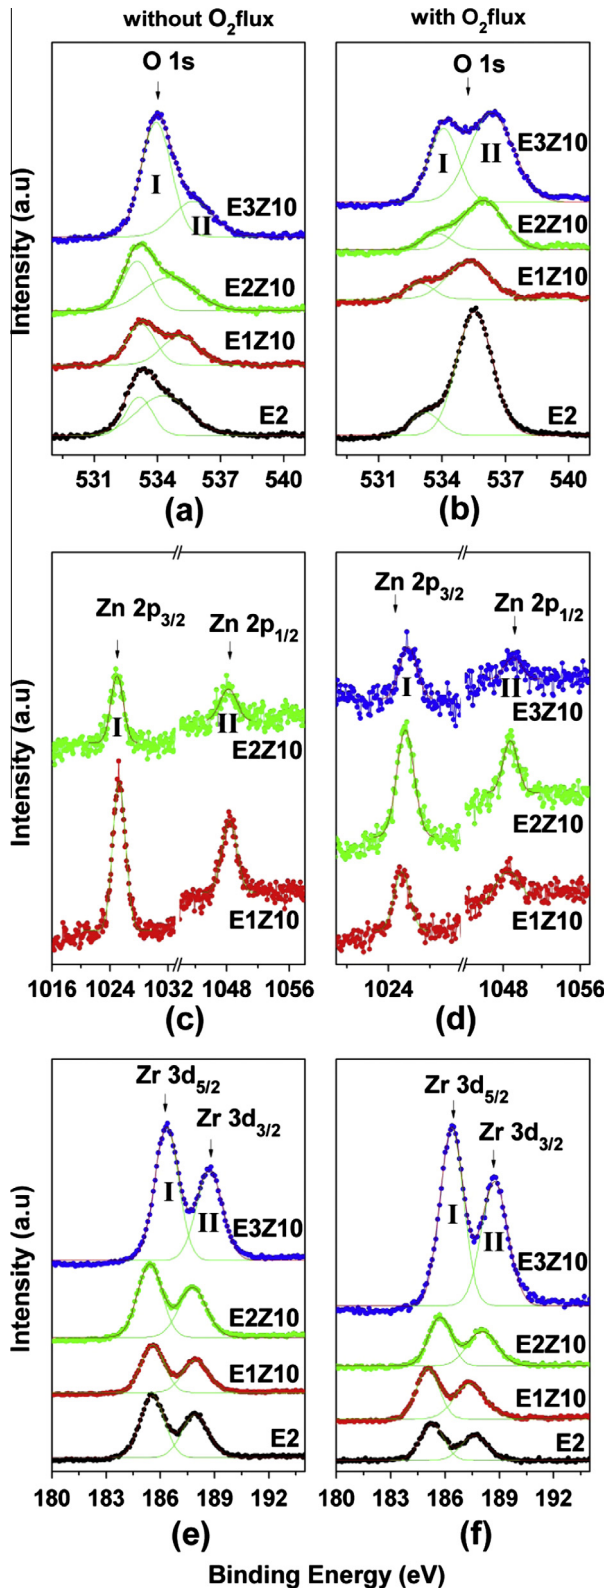 without O2flux
with O2flux
O 1s
I
II
E3Z10
E2Z10
E1Z10
E2
Intensity (a.u)
531 534 537 540
(a)
O 1s
I
II
E3Z10
E2Z10
E1Z10
E2
531 534 537 540
(b)
Zn 2p3/2
Zn 2p1/2
I
II
E2Z10
E1Z10
Intensity (a.u)
1016 1024 1032 1048 1056
(c)
Zn 2p3/2
Zn 2p1/2
I
II
E3Z10
E2Z10
E1Z10
1024 1048 1056
(d)
Zr 3d5/2
Zr 3d3/2
I
II
E3Z10
E2Z10
E1Z10
E2
Intensity (a.u)
180 183 186 189 192
(e)
Zr 3d5/2
Zr 3d3/2
I
II
E3Z10
E2Z10
E1Z10
E2
180 183 186 189 192
(f)
Binding Energy (eV)